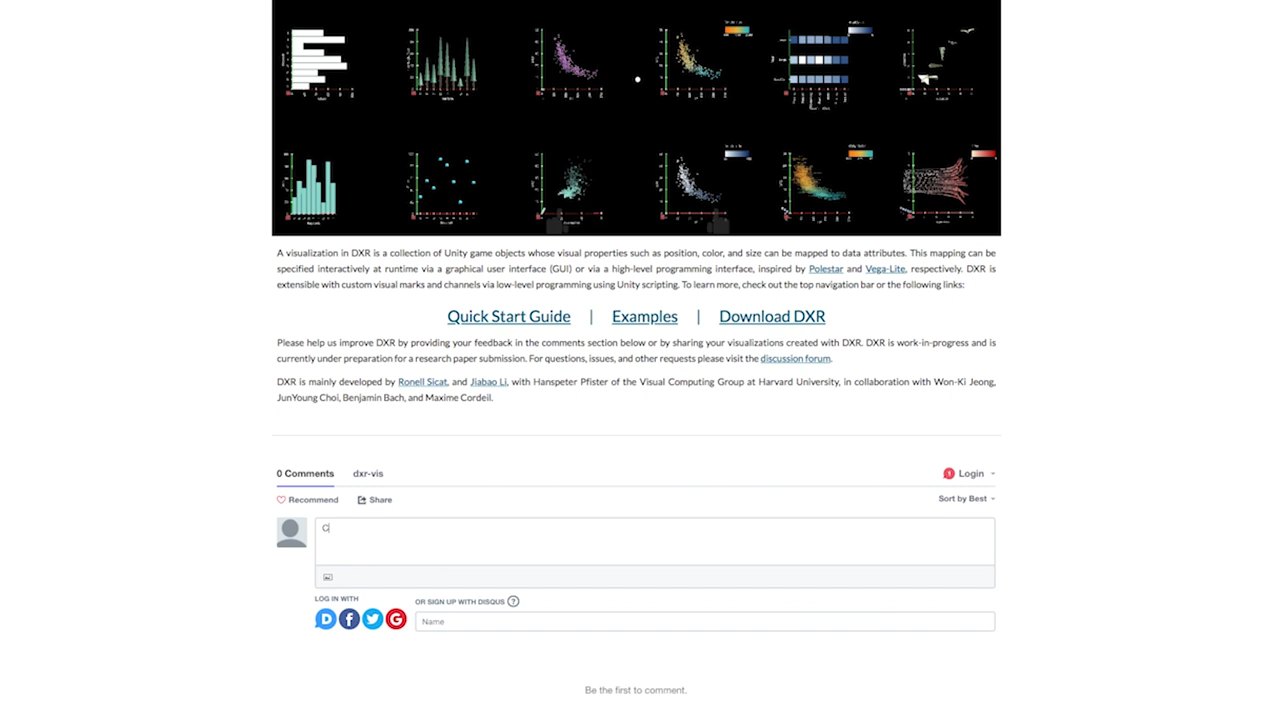 A visualization in DXR is a collection of Unity game objects whose visual properties such as position, color, and size can be mapped to data attributes. This mapping can be
specified interactively at runtime via a graphical user interface (GUI) or via a high-level programming interface, inspired by Polestar and Vega-Lite, respectively. DXR is
extensible with custom visual marks and channels via low-level programming using Unity scripting. To learn more, check out the top navigation bar or the following links:
Quick Start Guide | Examples | Download DXR
Please help us improve DXR by providing your feedback in the comments section below or by sharing your visualizations created with DXR. DXR is work-in-progress and is
currently under preparation for a research paper submission. For questions, issues, and other requests please visit the discussion forum.
DXR is mainly developed by Ronell Sicat, and Jiabao Li, with Hanspeter Pfister of the Visual Computing Group at Harvard University, in collaboration with Won-Ki Jeong,
JunYoung Choi, Benjamin Bach, and Maxime Cordeil.
0 Comments dxr-vis 1 Login
Recommend Share Sort by Best
C
LOG IN WITH
OR SIGN UP WITH DISQUS ?
D f G
Name
Be the first to comment.